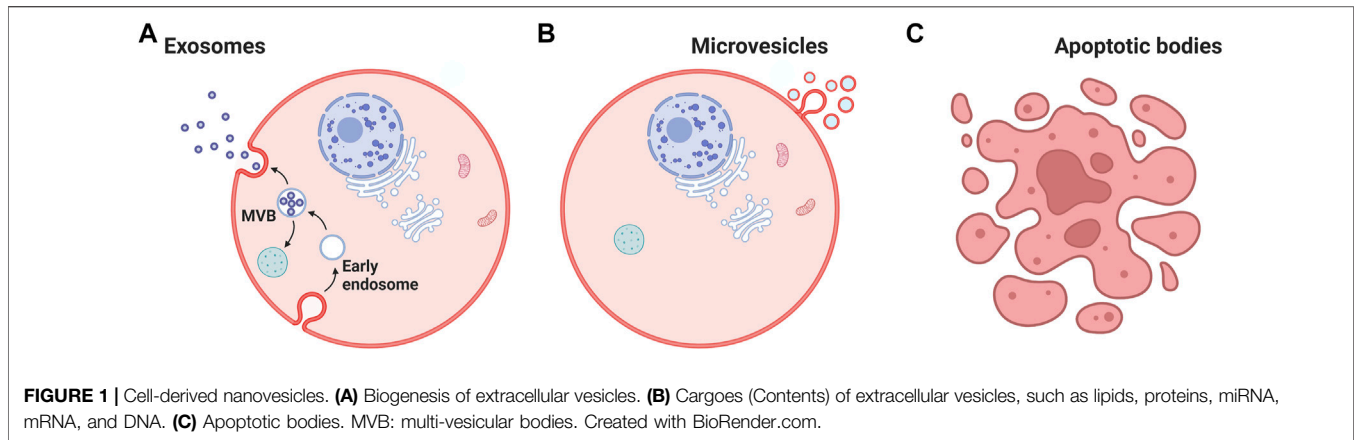 A Exosomes
B Microvesicles
C Apoptotic bodies
MVB
Early
endosome
FIGURE 1 | Cell-derived nanovesicles. (A) Biogenesis of extracellular vesicles. (B) Cargoes (Contents) of extracellular vesicles, such as lipids, proteins, miRNA,
mRNA, and DNA. (C) Apoptotic bodies. MVB: multi-vesicular bodies. Created with BioRender.com.